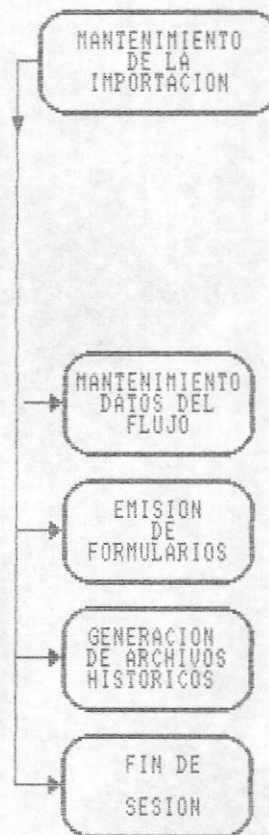 MANTENIMIENTO
DE LA
IMPORTACION
MANTENIMIENTO
DATOS DEL
FLUJO
EMISION
DE
FORMULARIOS
GENERACION
DE ARCHIVOS
HISTORICOS
FIN DE
SESION